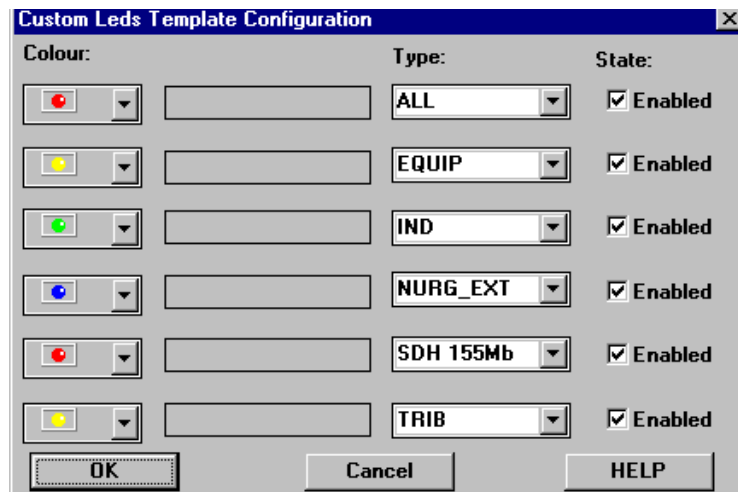 Custom Leds Template Configuration
Colour: Type: State:
ALL Enabled
EQUIP Enabled
IND Enabled
NURG_EXT Enabled
SDH 155Mb Enabled
TRIB Enabled
OK Cancel HELP